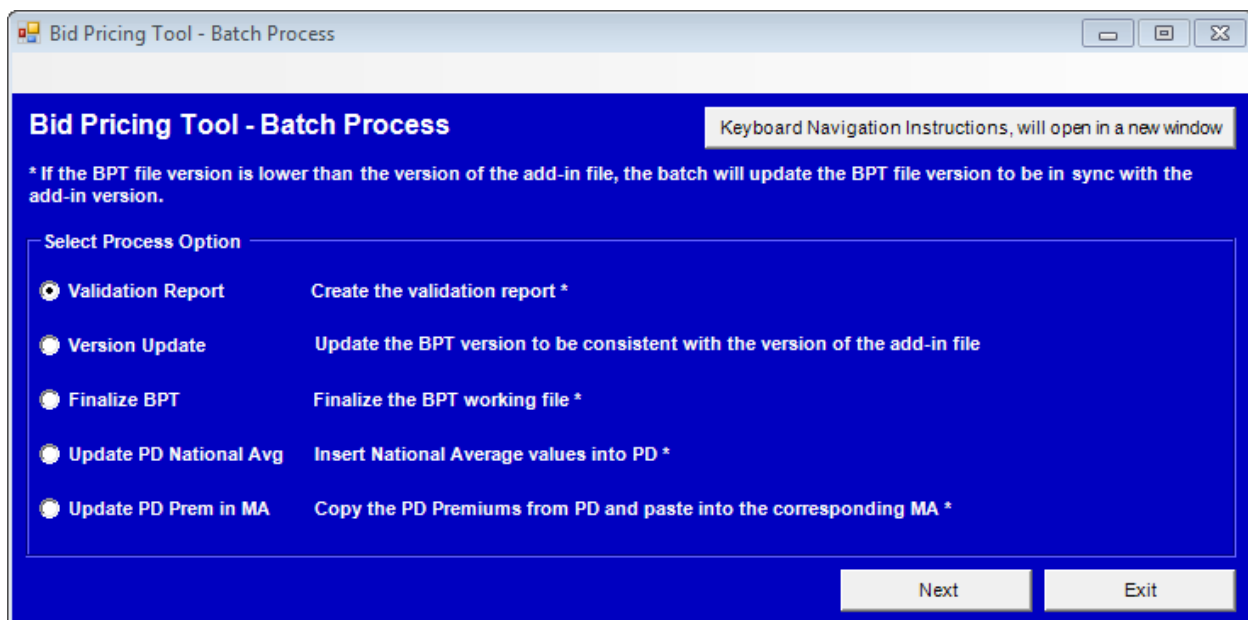 Bid Pricing Tool - Batch Process
Bid Pricing Tool - Batch Process
Keyboard Navigation Instructions, will open in a new window
* If the BPT file version is lower than the version of the add-in file, the batch will update the BPT file version to be in sync with the
add-in version.
Select Process Option
Validation Report Create the validation report *
Version Update Update the BPT version to be consistent with the version of the add-in file
Finalize BPT Finalize the BPT working file *
Update PD National Avg Insert National Average values into PD *
Update PD Prem in MA Copy the PD Premiums from PD and paste into the corresponding MA *
Next Exit